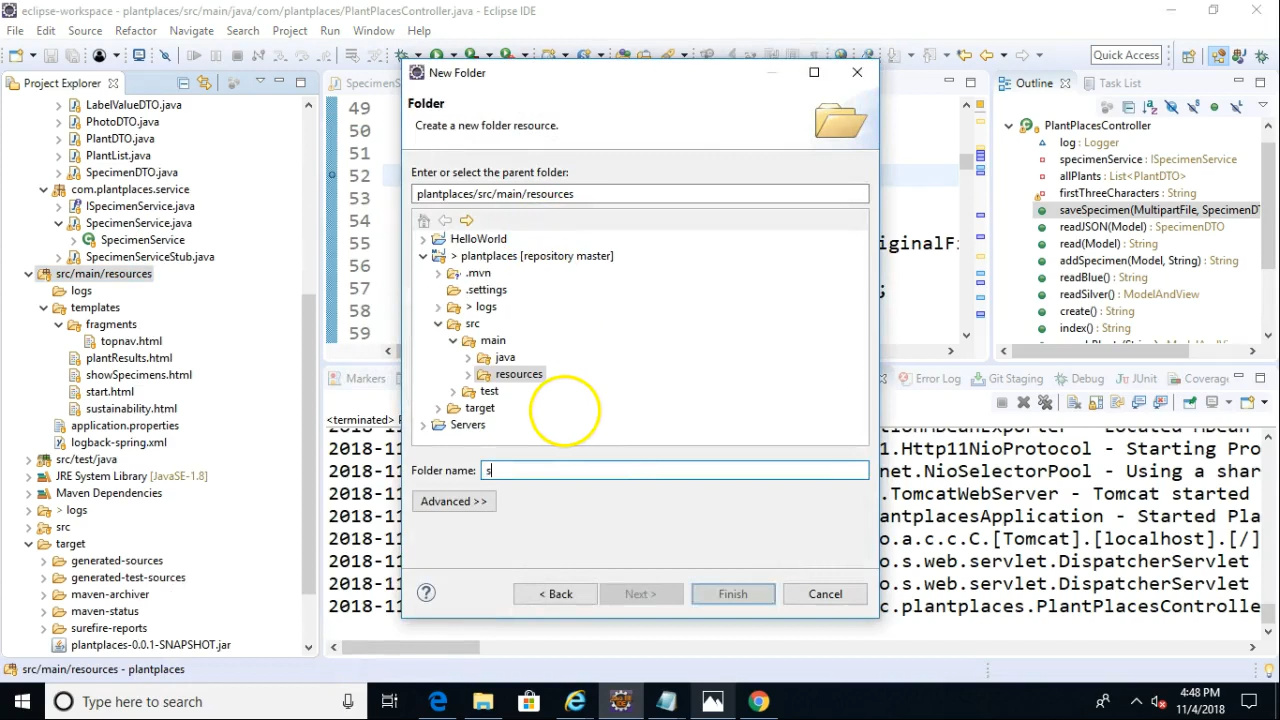 eclipse-workspace - plantplaces/src/main/java/com/plantplaces/PlantPlacesController.java - Eclipse IDE
File Edit Source Refactor Navigate Search Project Run Window Help
Quick Access
Project Explorer
LabelValueDTO.java
PhotoDTO.java
PlantDTO.java
PlantList.java
SpecimenDTO.java
com.plantplaces.service
ISpecimenService.java
SpecimenService.java
SpecimenService
SpecimenServiceStub.java
src/main/resources
logs
templates
fragments
topnav.html
plantResults.html
showSpecimens.html
start.html
sustainability.html
application.properties
logback-spring.xml
src/test/java
JRE System Library [JavaSE-1.8]
Maven Dependencies
> logs
src
target
generated-sources
generated-test-sources
maven-archiver
maven-status
surefire-reports
plantplaces-0.0.1-SNAPSHOT.jar
49
50
51
52
53
54
55
56
57
58
59
New Folder
Folder
Create a new folder resource.
Enter or select the parent folder:
plantplaces/src/main/resources
HelloWorld
> plantplaces [repository master]
.mvn
.settings
> logs
src
main
java
resources
test
target
Servers
Folder name: s
Advanced >>
< Back Next > Finish Cancel
Outline Task List
PlantPlacesController
log : Logger
specimenService : ISpecimenService
allPlants : List<PlantDTO>
firstThreeCharacters : String
saveSpecimen(MultipartFile, SpecimenDT
readJSON(Model) : SpecimenDTO
read(Model) : String
addSpecimen(Model, String) : String
readBlue() : String
readSilver() : ModelAndView
create() : String
index() : String
Markers
Error Log Git Staging Debug JUnit Coverage
<terminated>
2018-11
1.Http11NioProtocol - Starting Pro
2018-11
net.NioSelectorPool - Using a shar
2018-11
.TomcatWebServer - Tomcat started
2018-11
antplacesApplication - Started Pla
2018-11
o.a.c.c.C.[Tomcat].[localhost].[/]
2018-11
o.s.web.servlet.DispatcherServlet
2018-11
o.s.web.servlet.DispatcherServlet
2018-11
c.plantplaces.PlantPlacesControlle
src/main/resources - plantplaces
Type here to search
4:48 PM
11/4/2018